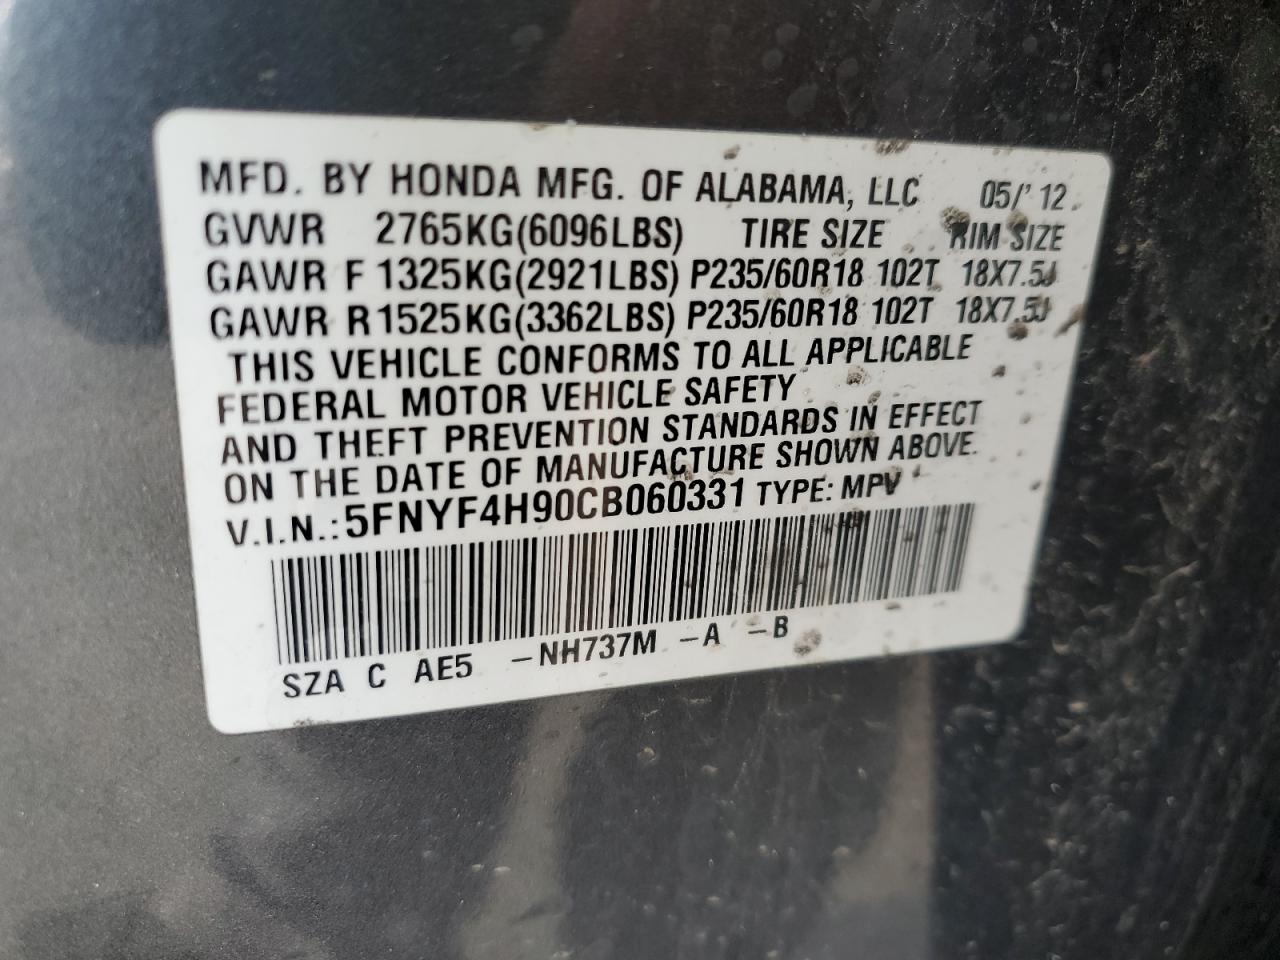 MFD. BY HONDA MFG. OF ALABAMA, LLC 05/'12
GVWR 2765KG(6096LBS) TIRE SIZE RIM SIZE
GAWR F 1325KG(2921LBS) P235/60R18 102T 18X7.5J
GAWR R 1525KG(3362LBS) P235/60R18 102T 18X7.5J
THIS VEHICLE CONFORMS TO ALL APPLICABLE
FEDERAL MOTOR VEHICLE SAFETY
AND THEFT PREVENTION STANDARDS IN EFFECT
ON THE DATE OF MANUFACTURE SHOWN ABOVE.
V.I.N.: 5FNYF4H90CB060331 TYPE: MPV
SZA C AE5 -NH737M -A -B